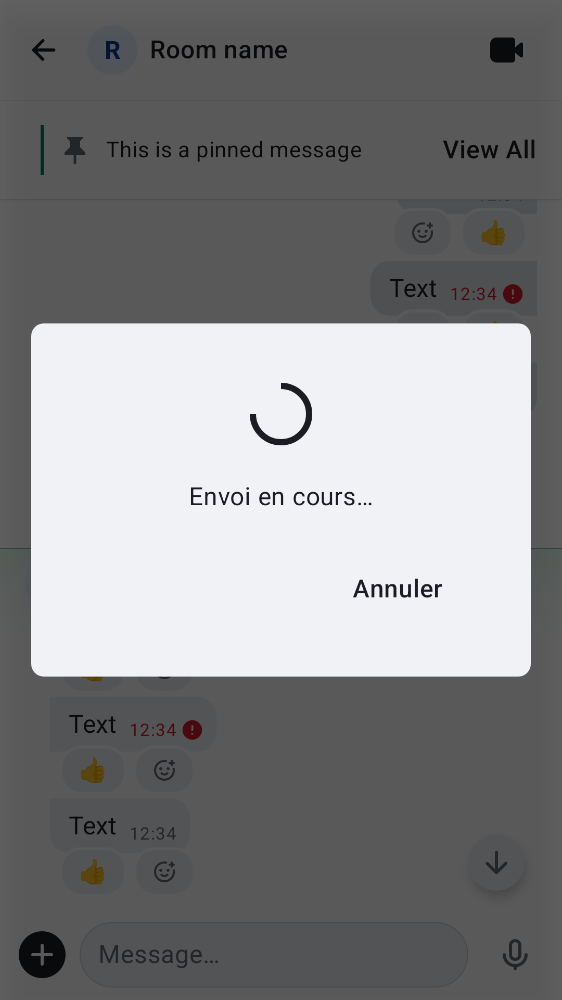 R Room name
This is a pinned message View All
Text 12:34
Envoi en cours…
Annuler
Text 12:34
Text 12:34
Message…